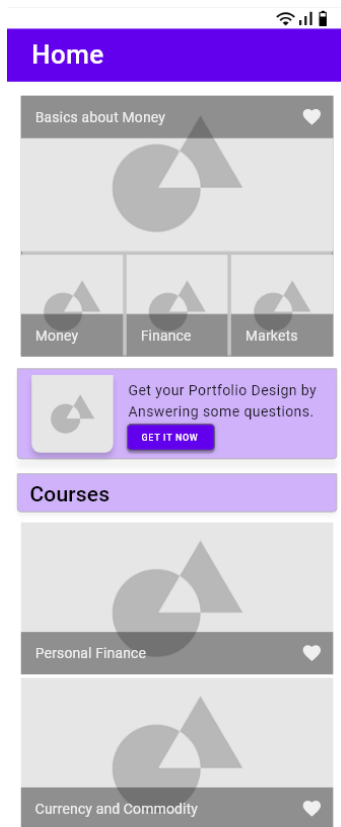 Home
Basics about Money
Money
Finance
Markets
Get your Portfolio Design by
Answering some questions.
GET IT NOW
Courses
Personal Finance
Currency and Commodity